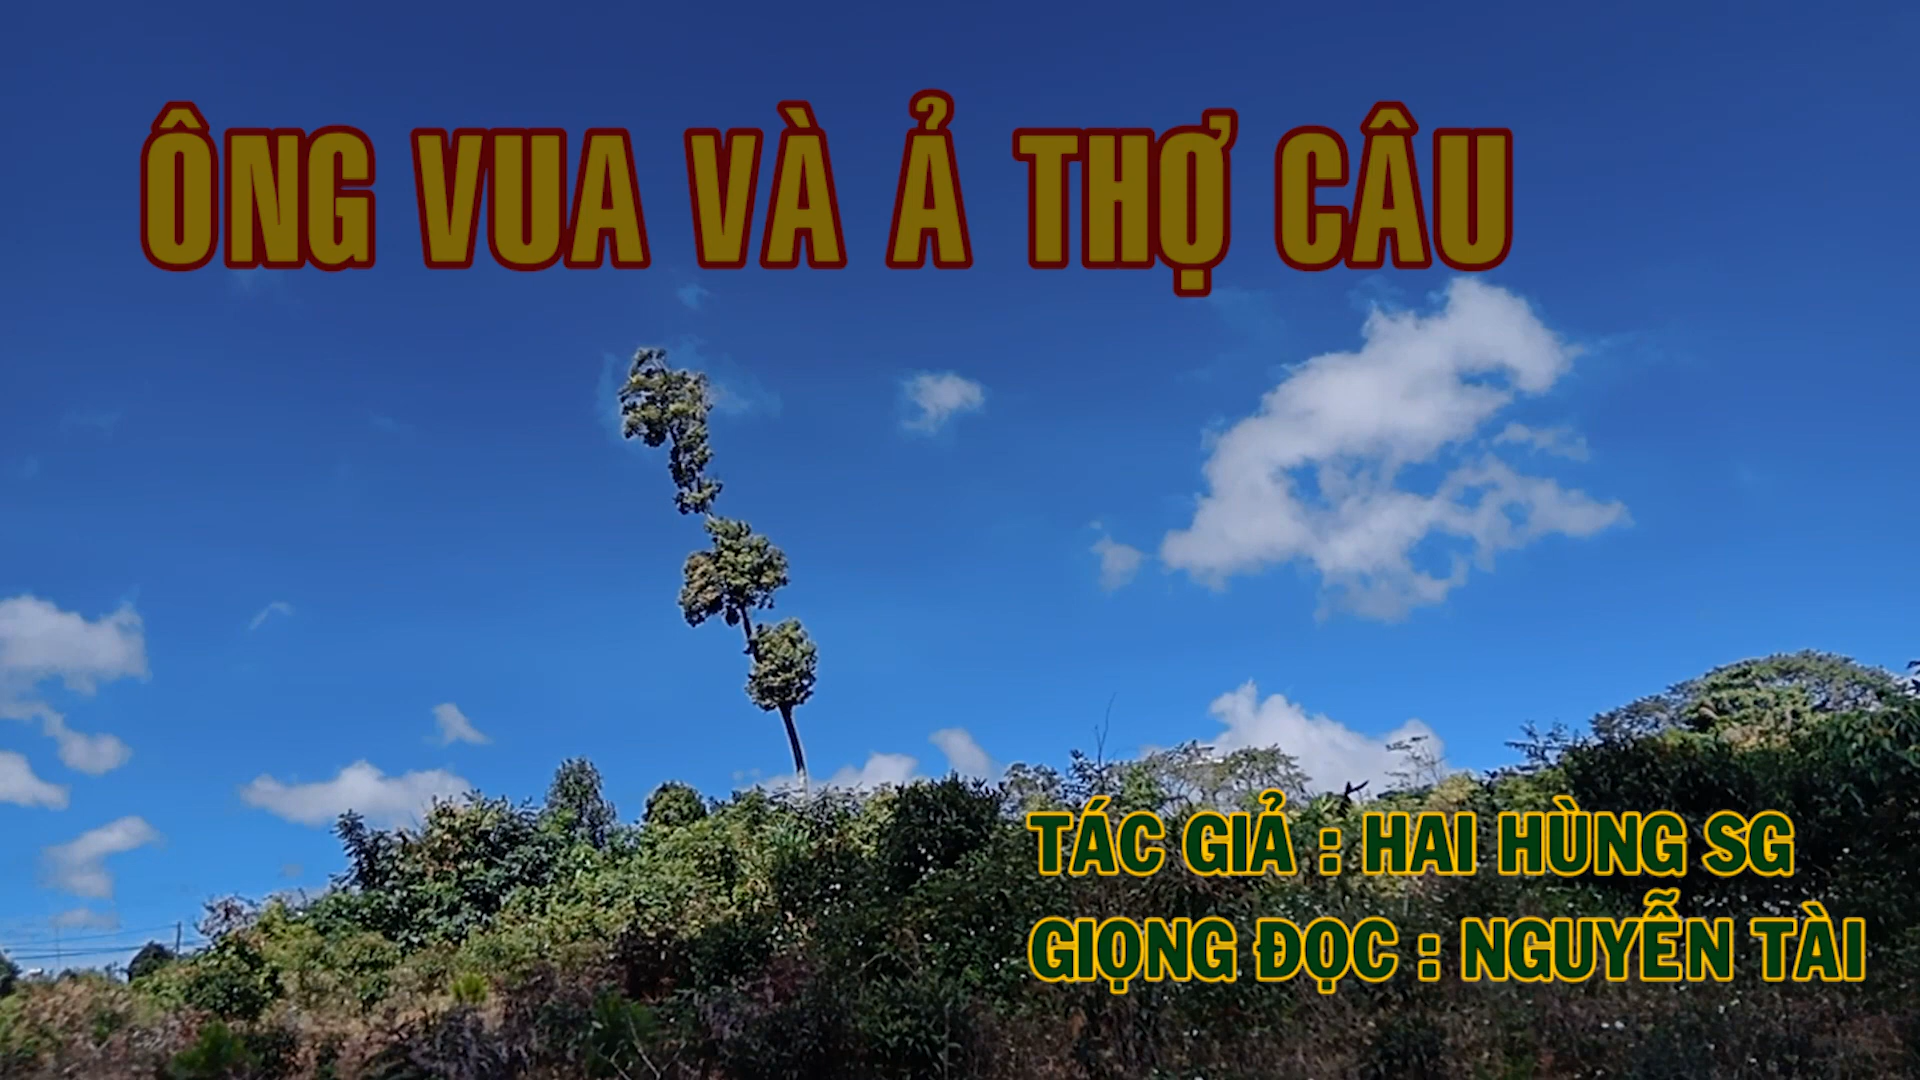 ÔNG VUA VÀ Ả THỢ CÂU
TÁC GIẢ : HAI HÙNG SG
GIỌNG ĐỌC : NGUYỄN TÀI